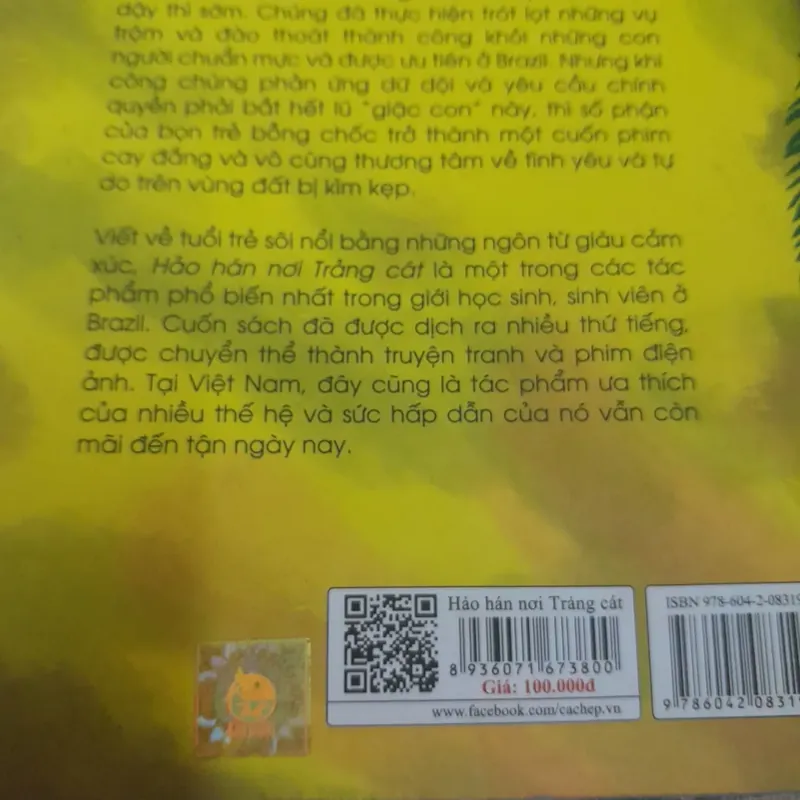 dậy thì sớm. Chúng đã thực hiện trót lọt những vụ
trộm và đào thoát thành công khỏi những con
người chuẩn mực và được ưu tiên ở Brazil. Nhưng khi
công chúng phản ứng dữ dội và yêu cầu chính
quyền phải bắt hết lũ "giặc con" này, thì số phận
của bọn trẻ bỗng chốc trở thành một cuốn phim
cay đắng và vô cùng thương tâm về tình yêu và tự
do trên vùng đất bị kìm kẹp.
Viết về tuổi trẻ sôi nổi bằng những ngôn từ giàu cảm
xúc, Hảo hán nơi Trảng cát là một trong các tác
phẩm phổ biến nhất trong giới học sinh, sinh viên ở
Brazil. Cuốn sách đã được dịch ra nhiều thứ tiếng,
được chuyển thể thành truyện tranh và phim điện
ảnh. Tại Việt Nam, đây cũng là tác phẩm ưa thích
của nhiều thế hệ và sức hấp dẫn của nó vẫn còn
mãi đến tận ngày nay.
Hảo hán nơi Trảng cát
8 936071 673800
Giá: 100.000đ
www.facebook.com/cachep.vn
ISBN 978-604-2-0831
9 786042 0831